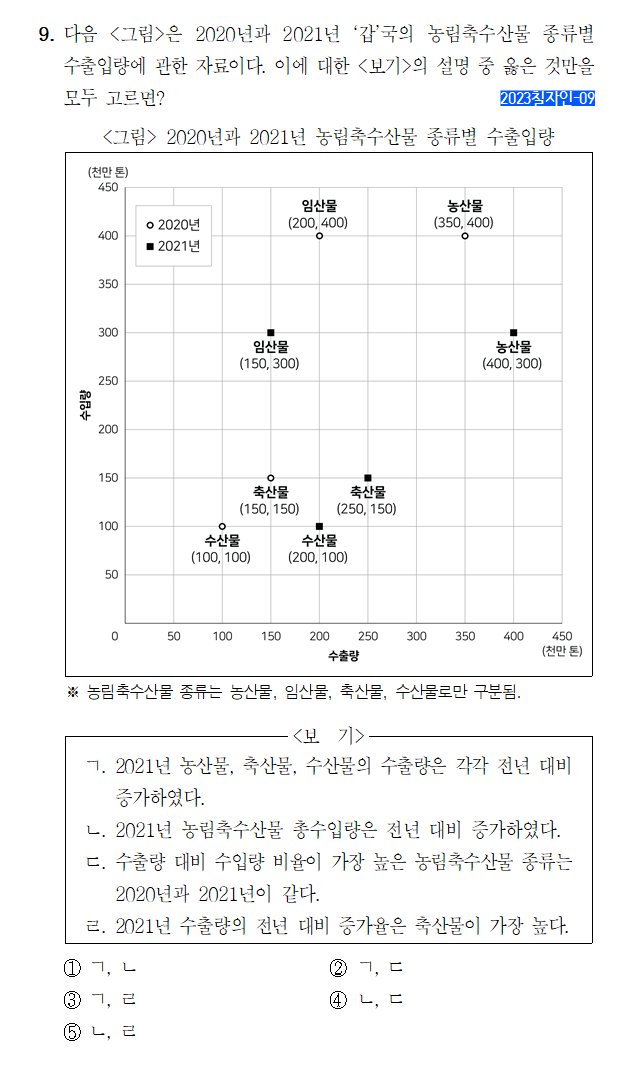 9. 다음 <그림>은 2020년과 2021년 ‘갑’국의 농림축수산물 종류별
수출입량에 관한 자료이다. 이에 대한 <보기>의 설명 중 옳은 것만을
모두 고르면?
2023칠자인-09
<그림> 2020년과 2021년 농림축수산물 종류별 수출입량
(천만 톤)
450
임산물
(200, 400)
농산물
(350, 400)
2020년
2021년
400
350
300
임산물
(150, 300)
농산물
(400, 300)
250
수입량
200
150
축산물
(150, 150)
축산물
(250, 150)
100
수산물
(100, 100)
수산물
(200, 100)
50
0 50 100 150 200 250 300 350 400 450
수출량
(천만 톤)
※ 농림축수산물 종류는 농산물, 임산물, 축산물, 수산물로만 구분됨.
<보 기>
ㄱ. 2021년 농산물, 축산물, 수산물의 수출량은 각각 전년 대비
증가하였다.
ㄴ. 2021년 농림축수산물 총수입량은 전년 대비 증가하였다.
ㄷ. 수출량 대비 수입량 비율이 가장 높은 농림축수산물 종류는
2020년과 2021년이 같다.
ㄹ. 2021년 수출량의 전년 대비 증가율은 축산물이 가장 높다.
① ㄱ, ㄴ ② ㄱ, ㄷ
③ ㄱ, ㄹ ④ ㄴ, ㄷ
⑤ ㄴ, ㄹ